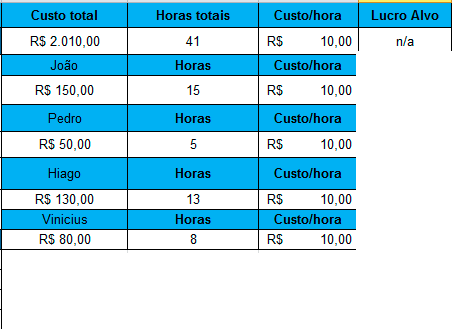 Custo total Horas totais Custo/hora Lucro Alvo
R$ 2.010,00 41 R$ 10,00 n/a
João Horas Custo/hora
R$ 150,00 15 R$ 10,00
Pedro Horas Custo/hora
R$ 50,00 5 R$ 10,00
Hiago Horas Custo/hora
R$ 130,00 13 R$ 10,00
Vinicius Horas Custo/hora
R$ 80,00 8 R$ 10,00